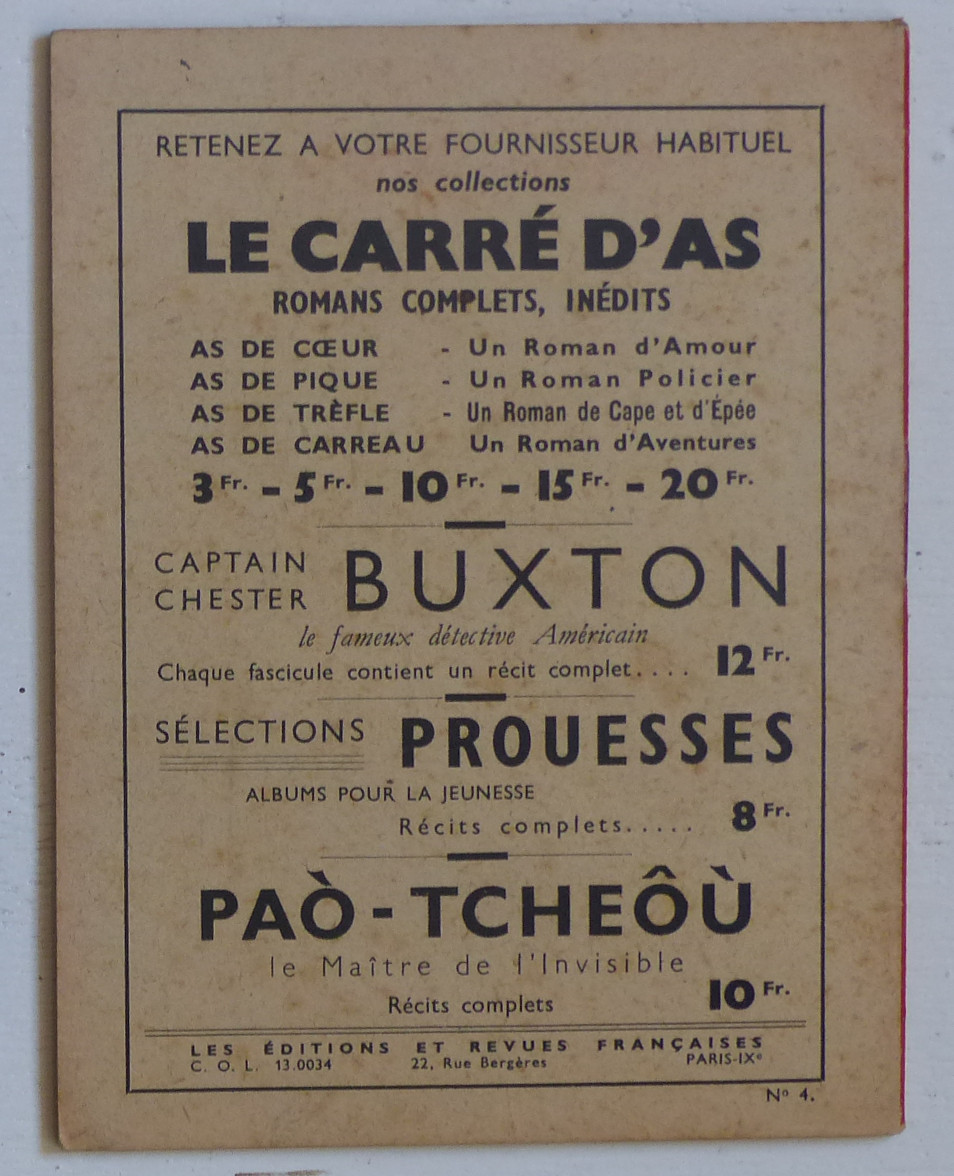 RETENEZ A VOTRE FOURNISSEUR HABITUEL
nos collections
LE CARRÉ D'AS
ROMANS COMPLETS, INÉDITS
AS DE CŒUR - Un Roman d'Amour
AS DE PIQUE - Un Roman Policier
AS DE TRÈFLE - Un Roman de Cape et d'Épée
AS DE CARREAU Un Roman d'Aventures
3 Fr. - 5 Fr. - 10 Fr. - 15 Fr. - 20 Fr.
CAPTAIN CHESTER BUXTON
le fameux détective Américain
Chaque fascicule contient un récit complet.... 12 Fr.
SÉLECTIONS PROUESSES
ALBUMS POUR LA JEUNESSE
Récits complets..... 8 Fr.
PAÒ-TCHEÔÙ
le Maître de l'Invisible
Récits complets 10 Fr.
LES ÉDITIONS ET REVUES FRANÇAISES
C. O. L. 13.0034 22, Rue Bergères PARIS-IXe
No 4.